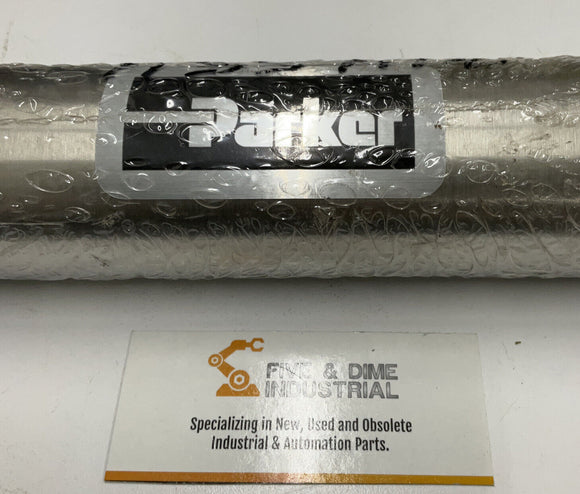 Parker
FIVE & DIME
INDUSTRIAL
Specializing in New, Used and Obsolete
Industrial & Automation Parts.